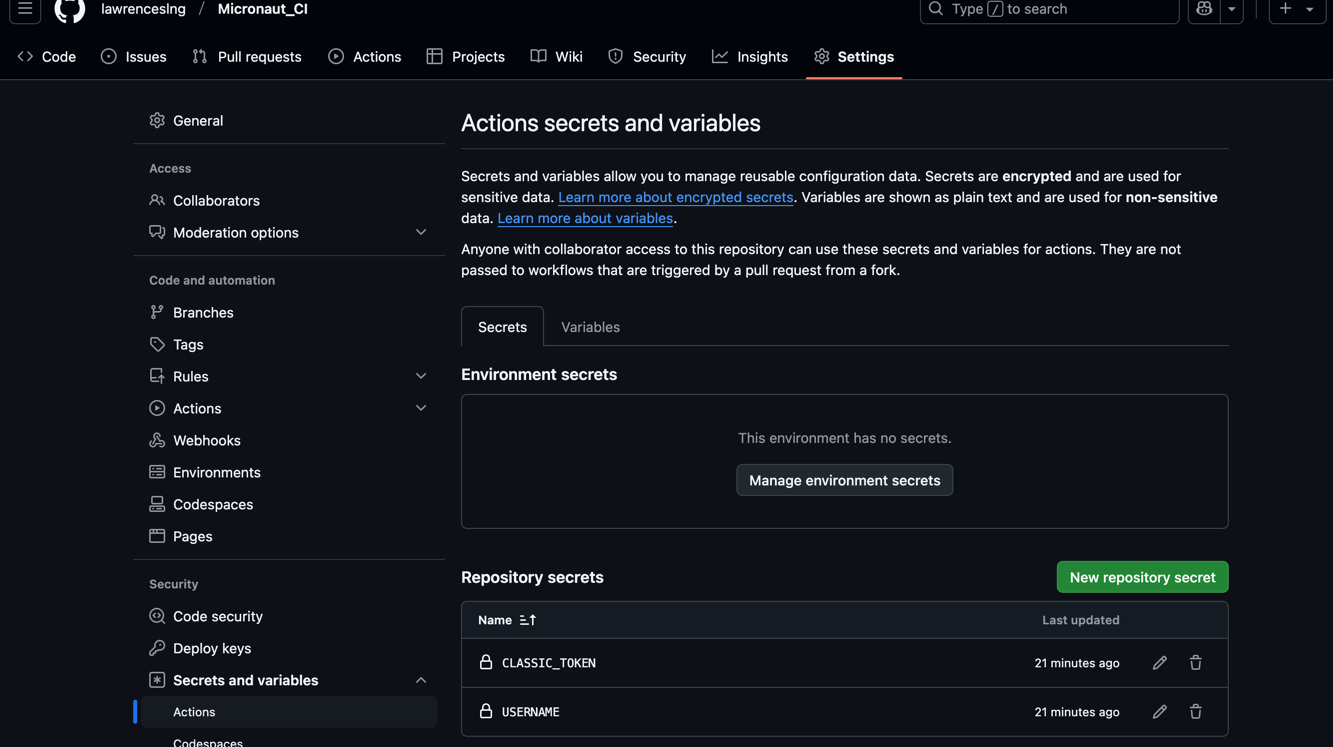 lawrenceslng / Micronaut_CI
Type / to search
Code Issues Pull requests Actions Projects Wiki Security Insights Settings
General
Access
Collaborators
Moderation options
Code and automation
Branches
Tags
Rules
Actions
Webhooks
Environments
Codespaces
Pages
Security
Code security
Deploy keys
Secrets and variables
Actions
Codespaces
Actions secrets and variables
Secrets and variables allow you to manage reusable configuration data. Secrets are encrypted and are used for
sensitive data. Learn more about encrypted secrets. Variables are shown as plain text and are used for non-sensitive
data. Learn more about variables.
Anyone with collaborator access to this repository can use these secrets and variables for actions. They are not
passed to workflows that are triggered by a pull request from a fork.
Secrets Variables
Environment secrets
This environment has no secrets.
Manage environment secrets
Repository secrets New repository secret
Name Last updated
CLASSIC_TOKEN 21 minutes ago
USERNAME 21 minutes ago